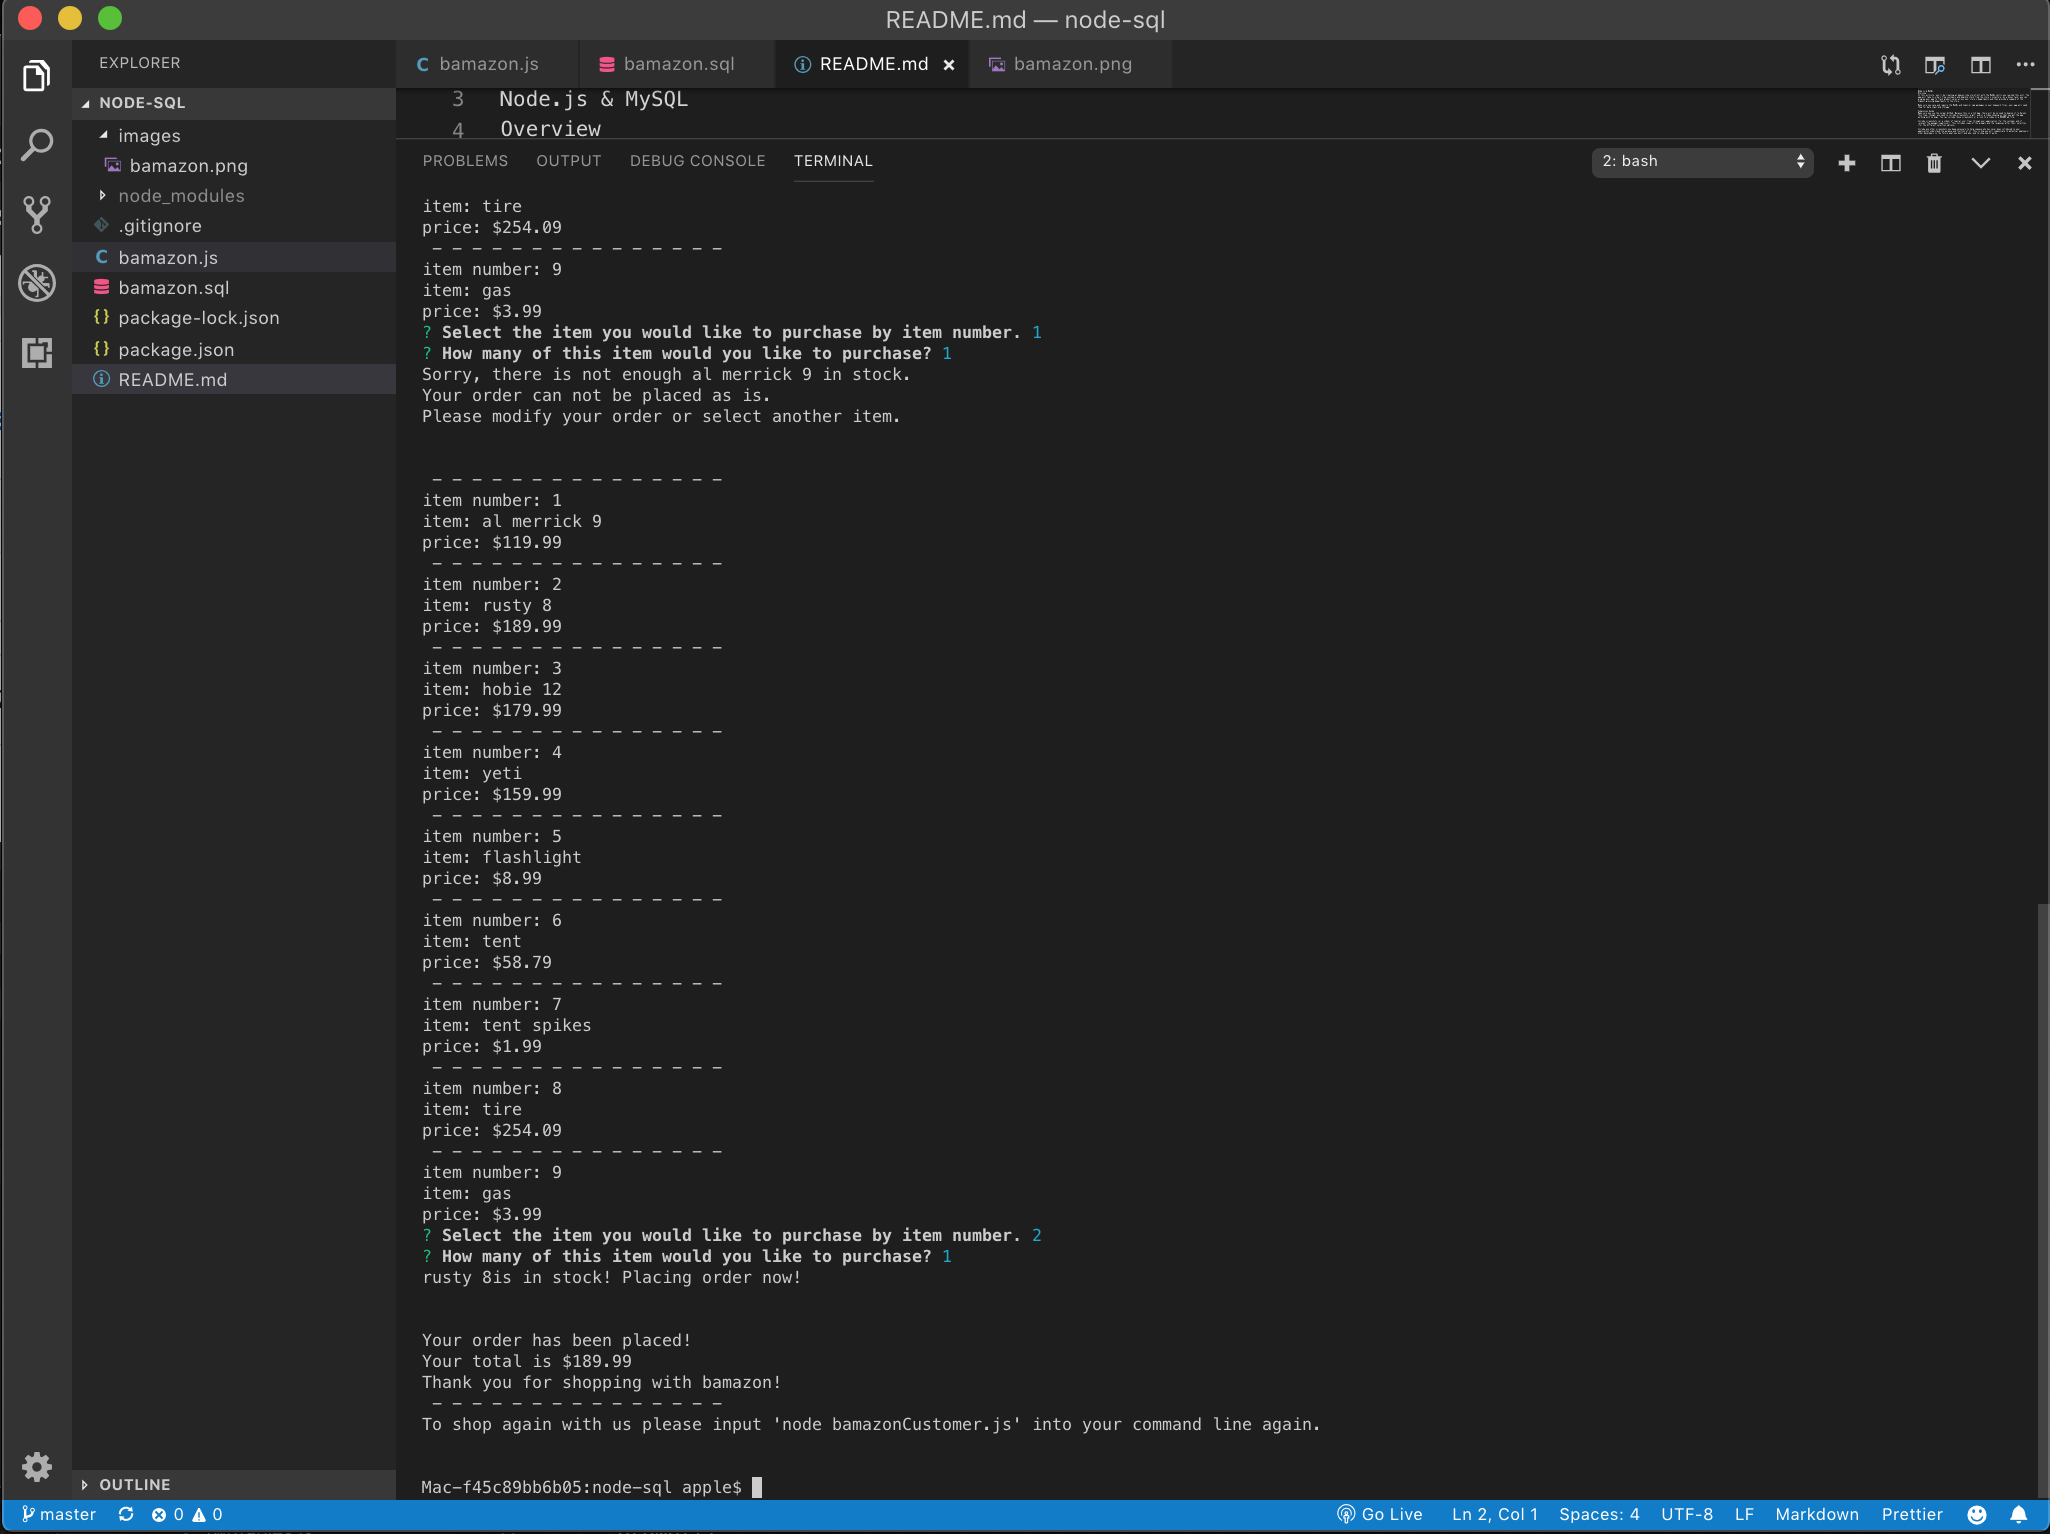 README.md — node-sql
EXPLORER
bamazon.js
bamazon.sql
README.md
bamazon.png
NODE-SQL
images
bamazon.png
node_modules
.gitignore
bamazon.js
bamazon.sql
package-lock.json
package.json
README.md
OUTLINE
3 Node.js & MySQL
4 Overview
PROBLEMS OUTPUT DEBUG CONSOLE TERMINAL
2: bash
item: tire
price: $254.09
- - - - - - - - - - - - - - -
item number: 9
item: gas
price: $3.99
? Select the item you would like to purchase by item number. 1
? How many of this item would you like to purchase? 1
Sorry, there is not enough al merrick 9 in stock.
Your order can not be placed as is.
Please modify your order or select another item.
- - - - - - - - - - - - - - -
item number: 1
item: al merrick 9
price: $119.99
- - - - - - - - - - - - - - -
item number: 2
item: rusty 8
price: $189.99
- - - - - - - - - - - - - - -
item number: 3
item: hobie 12
price: $179.99
- - - - - - - - - - - - - - -
item number: 4
item: yeti
price: $159.99
- - - - - - - - - - - - - - -
item number: 5
item: flashlight
price: $8.99
- - - - - - - - - - - - - - -
item number: 6
item: tent
price: $58.79
- - - - - - - - - - - - - - -
item number: 7
item: tent spikes
price: $1.99
- - - - - - - - - - - - - - -
item number: 8
item: tire
price: $254.09
- - - - - - - - - - - - - - -
item number: 9
item: gas
price: $3.99
? Select the item you would like to purchase by item number. 2
? How many of this item would you like to purchase? 1
rusty 8is in stock! Placing order now!
Your order has been placed!
Your total is $189.99
Thank you for shopping with bamazon!
- - - - - - - - - - - - - - -
To shop again with us please input 'node bamazonCustomer.js' into your command line again.
Mac-f45c89bb6b05:node-sql apple$
master 0 0 Go Live Ln 2, Col 1 Spaces: 4 UTF-8 LF Markdown Prettier